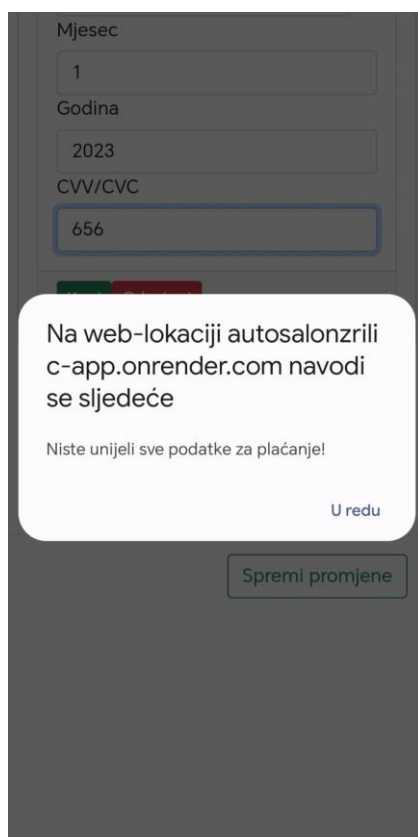 Mjesec
1
Godina
2023
CVV/CVC
656
Na web-lokaciji autosalonzrili
c-app.onrender.com navodi
se sljedeće
Niste unijeli sve podatke za plaćanje!
U redu
Spremi promjene